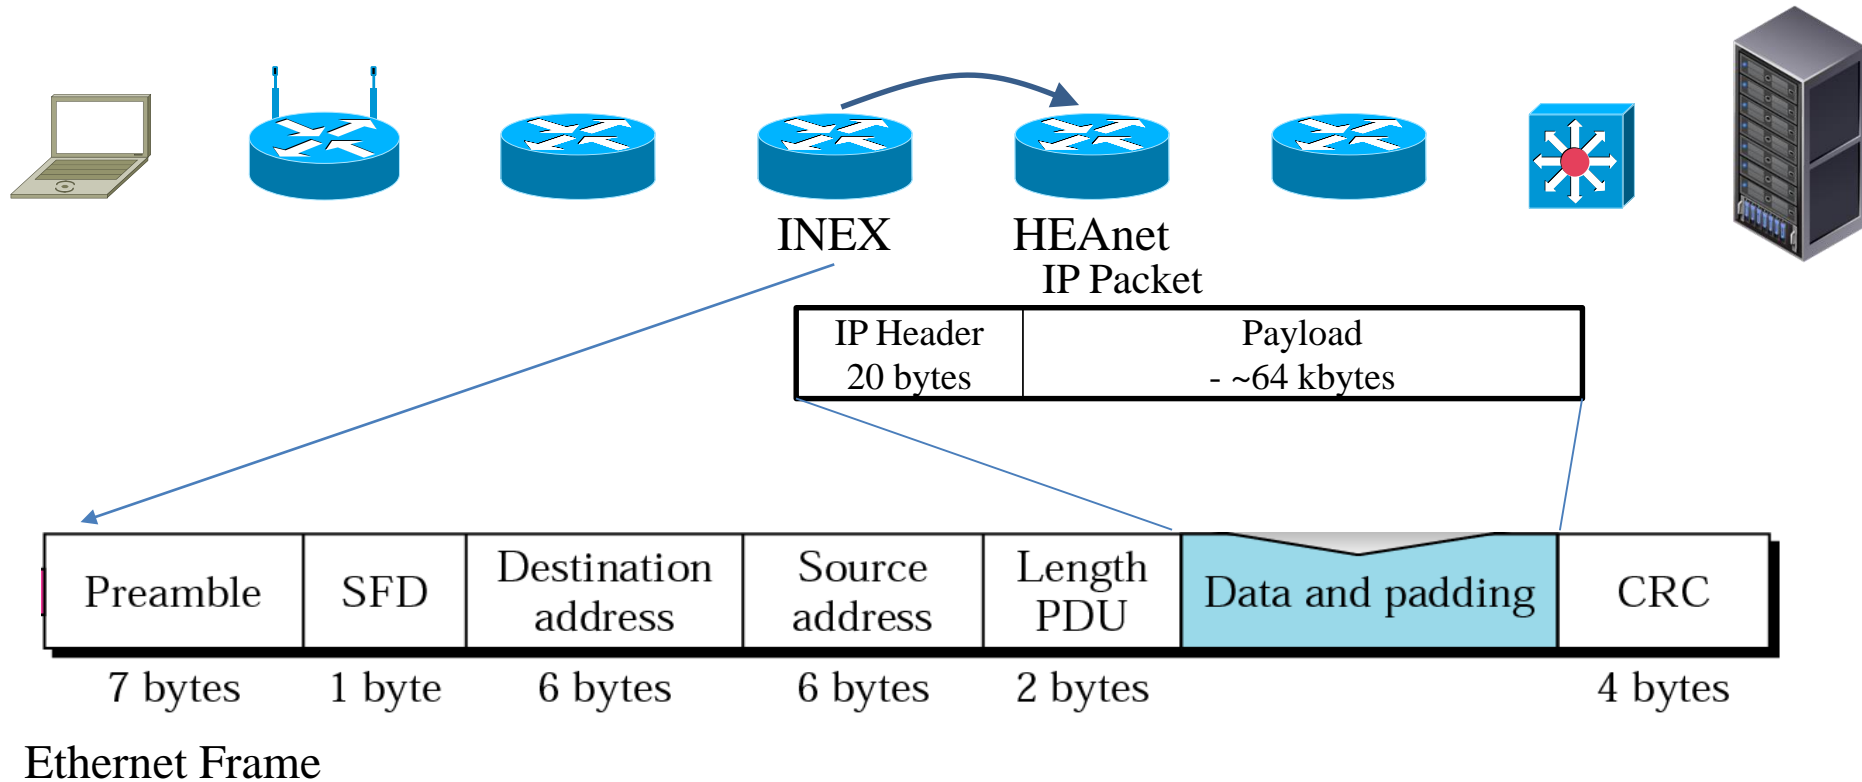 INEX
HEAnet
IP Packet
IP Header
20 bytes
Payload
- ~64 kbytes
Preamble
SFD
Destination
address
Source
address
Length
PDU
Data and padding
CRC
7 bytes
1 byte
6 bytes
6 bytes
2 bytes
4 bytes
Ethernet Frame